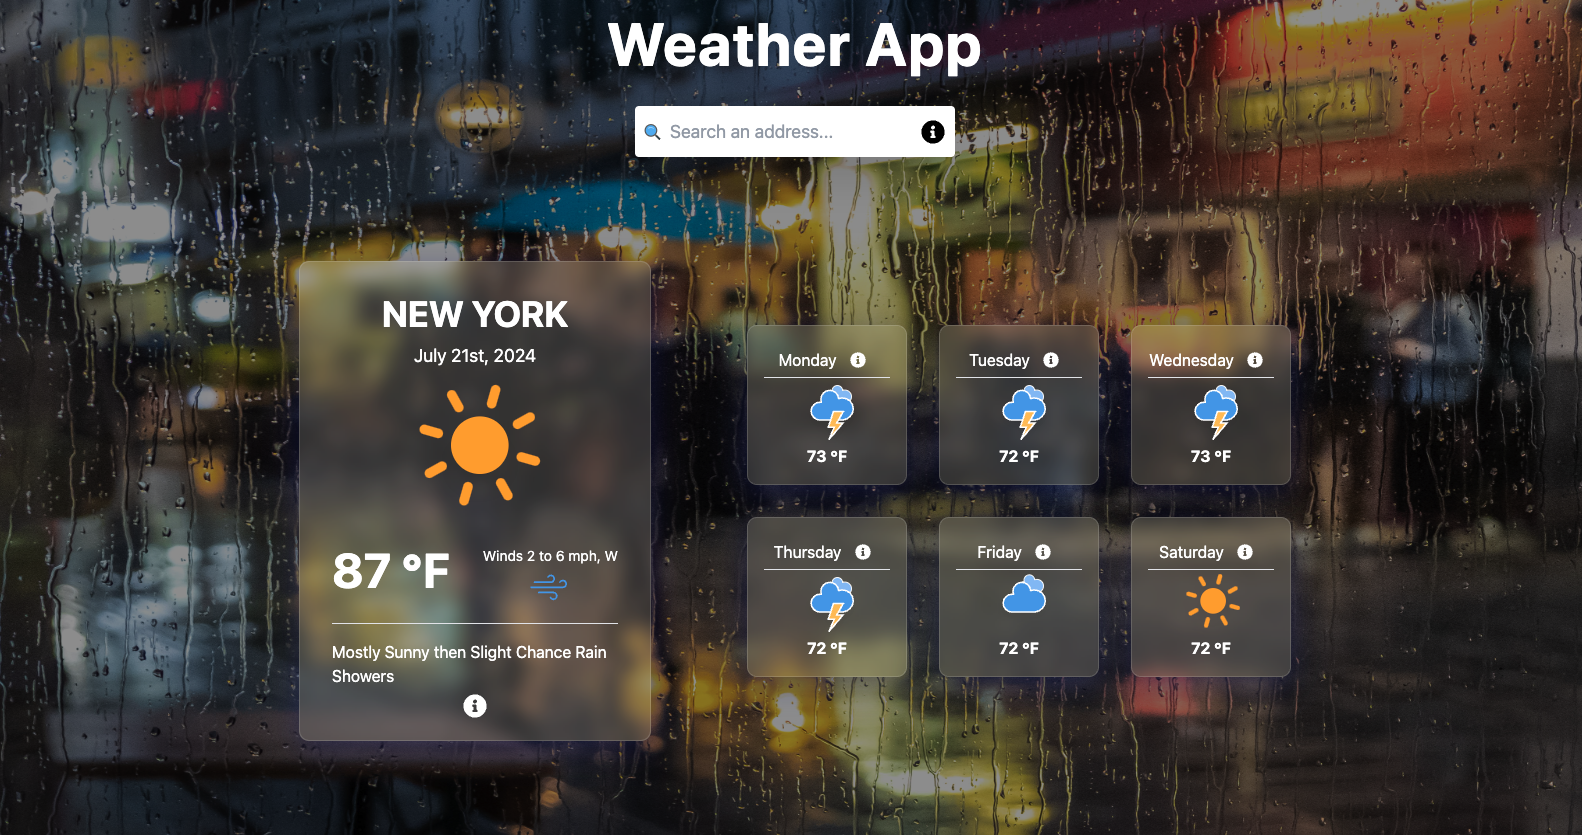 Weather App
Search an address...
NEW YORK
July 21st, 2024
87 °F
Winds 2 to 6 mph, W
Mostly Sunny then Slight Chance Rain
Showers
Monday
73 °F
Tuesday
72 °F
Wednesday
73 °F
Thursday
72 °F
Friday
72 °F
Saturday
72 °F